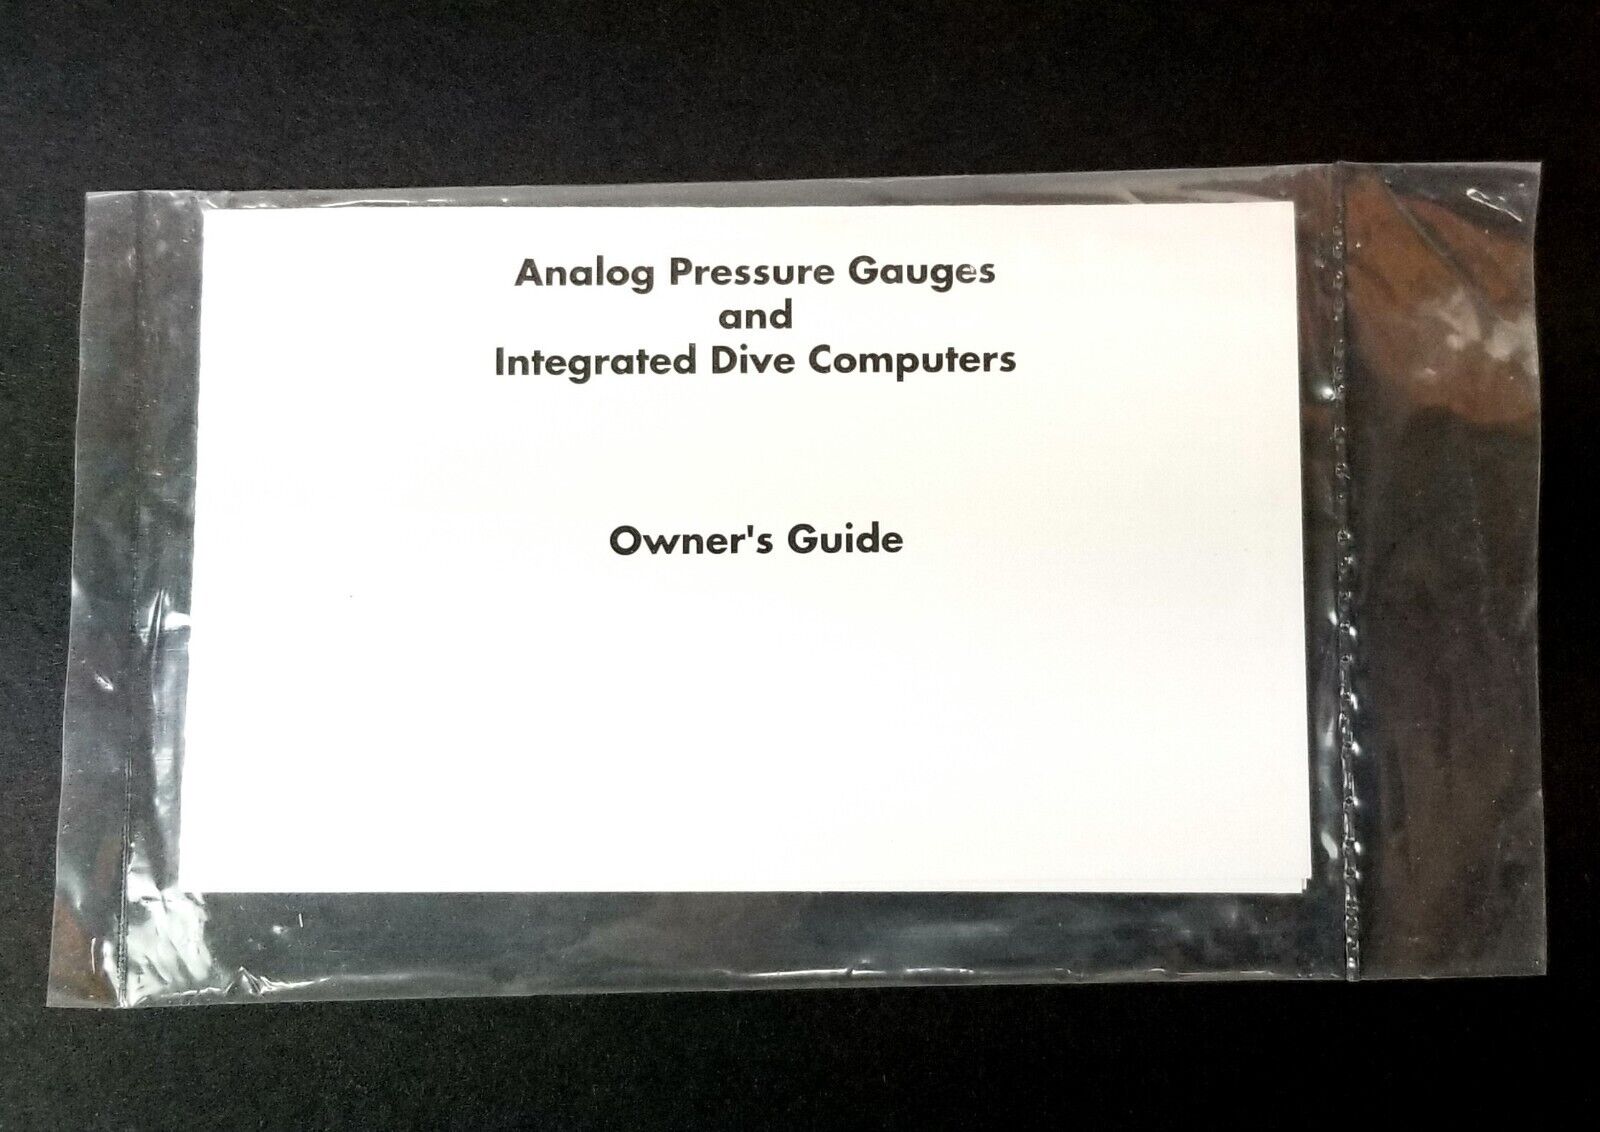 Analog Pressure Gauges
and
Integrated Dive Computers
Owner's Guide